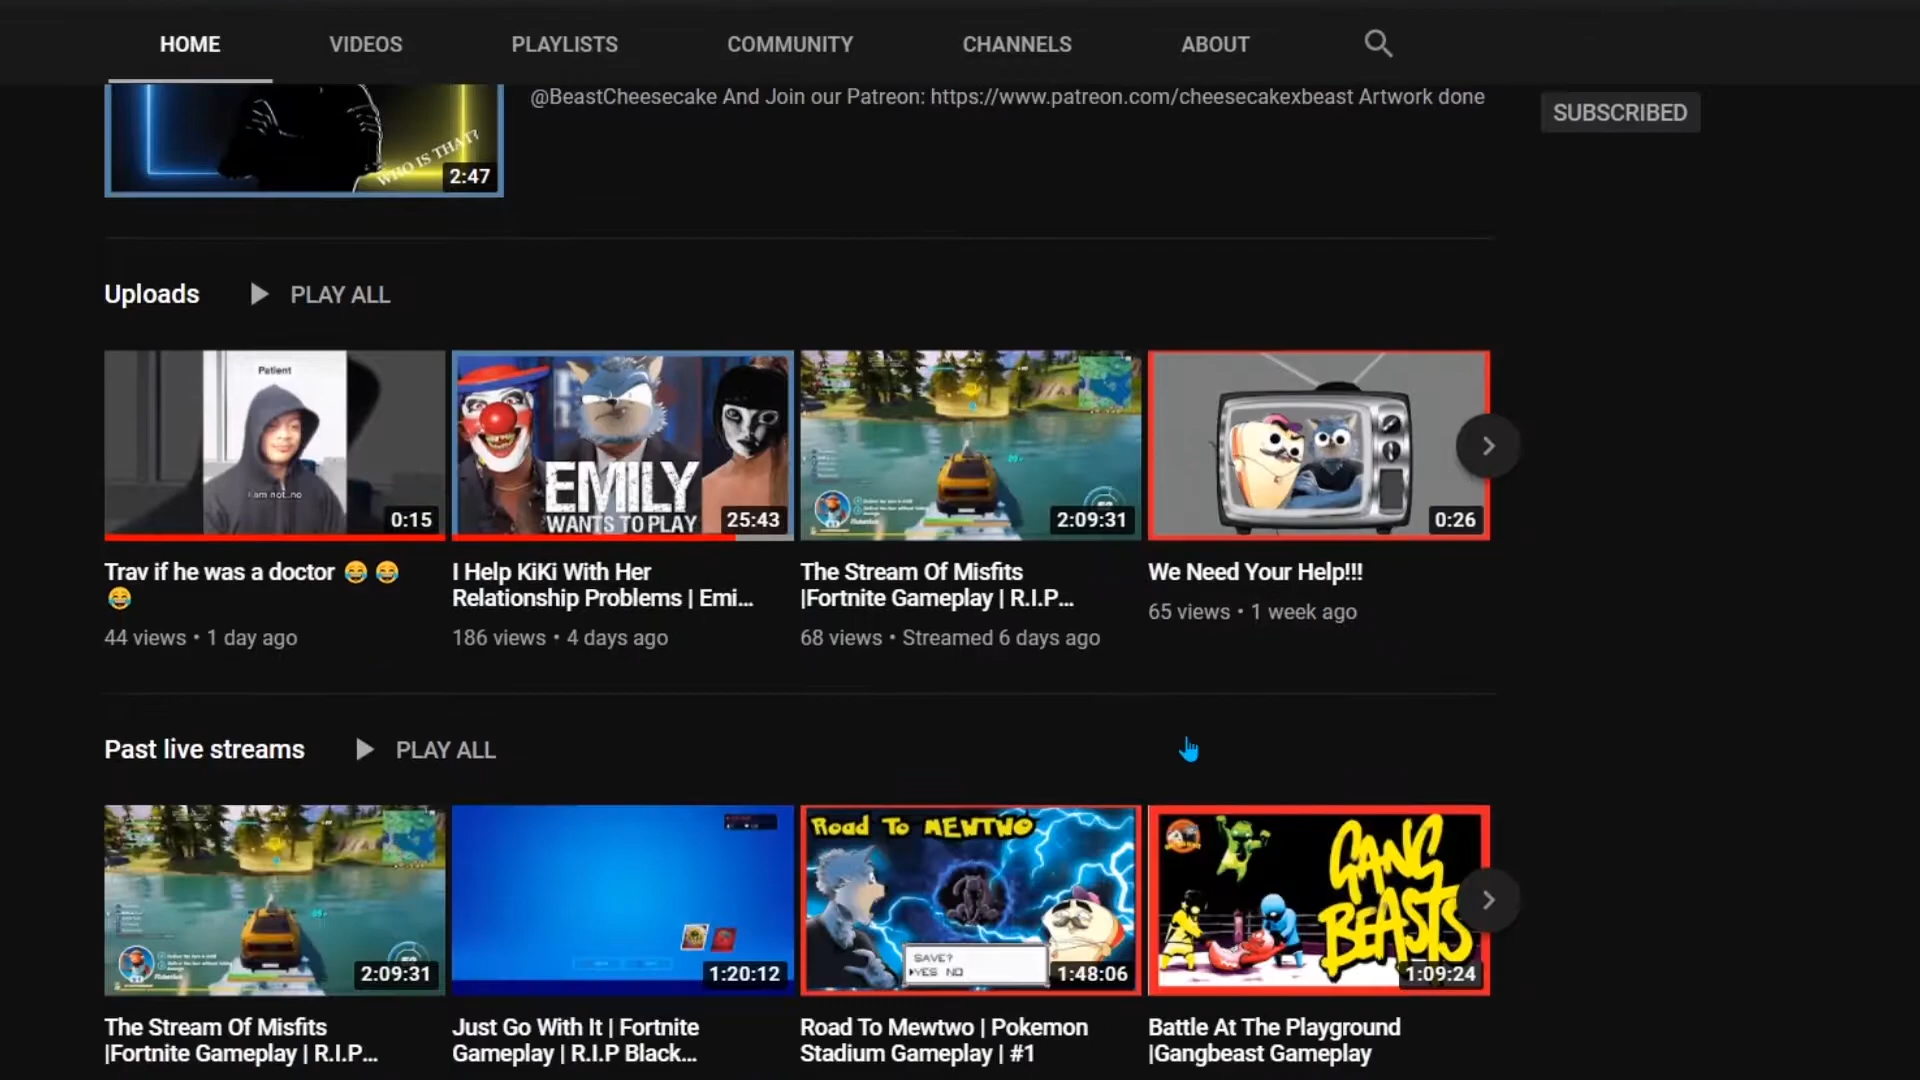 HOME
VIDEOS
PLAYLISTS
COMMUNITY
CHANNELS
ABOUT
@BeastCheesecake And Join our Patreon: https://www.patreon.com/cheesecakexbeast Artwork done
SUBSCRIBED
WHO IS THAT?
2:47
Uploads
PLAY ALL
Patient
I am not..no
0:15
EMILY
WANTS TO PLAY
25:43
2:09:31
0:26
Trav if he was a doctor 😂 😂
😂
44 views • 1 day ago
I Help KiKi With Her
Relationship Problems | Emi...
186 views • 4 days ago
The Stream Of Misfits
|Fortnite Gameplay | R.I.P...
68 views • Streamed 6 days ago
We Need Your Help!!!
65 views • 1 week ago
Past live streams
PLAY ALL
2:09:31
1:20:12
Road To MEWTWO
SAVE?
▶YES NO
1:48:06
GANG
BEASTS
1:09:24
The Stream Of Misfits
|Fortnite Gameplay | R.I.P...
Just Go With It | Fortnite
Gameplay | R.I.P Black...
Road To Mewtwo | Pokemon
Stadium Gameplay | #1
Battle At The Playground
|Gangbeast Gameplay